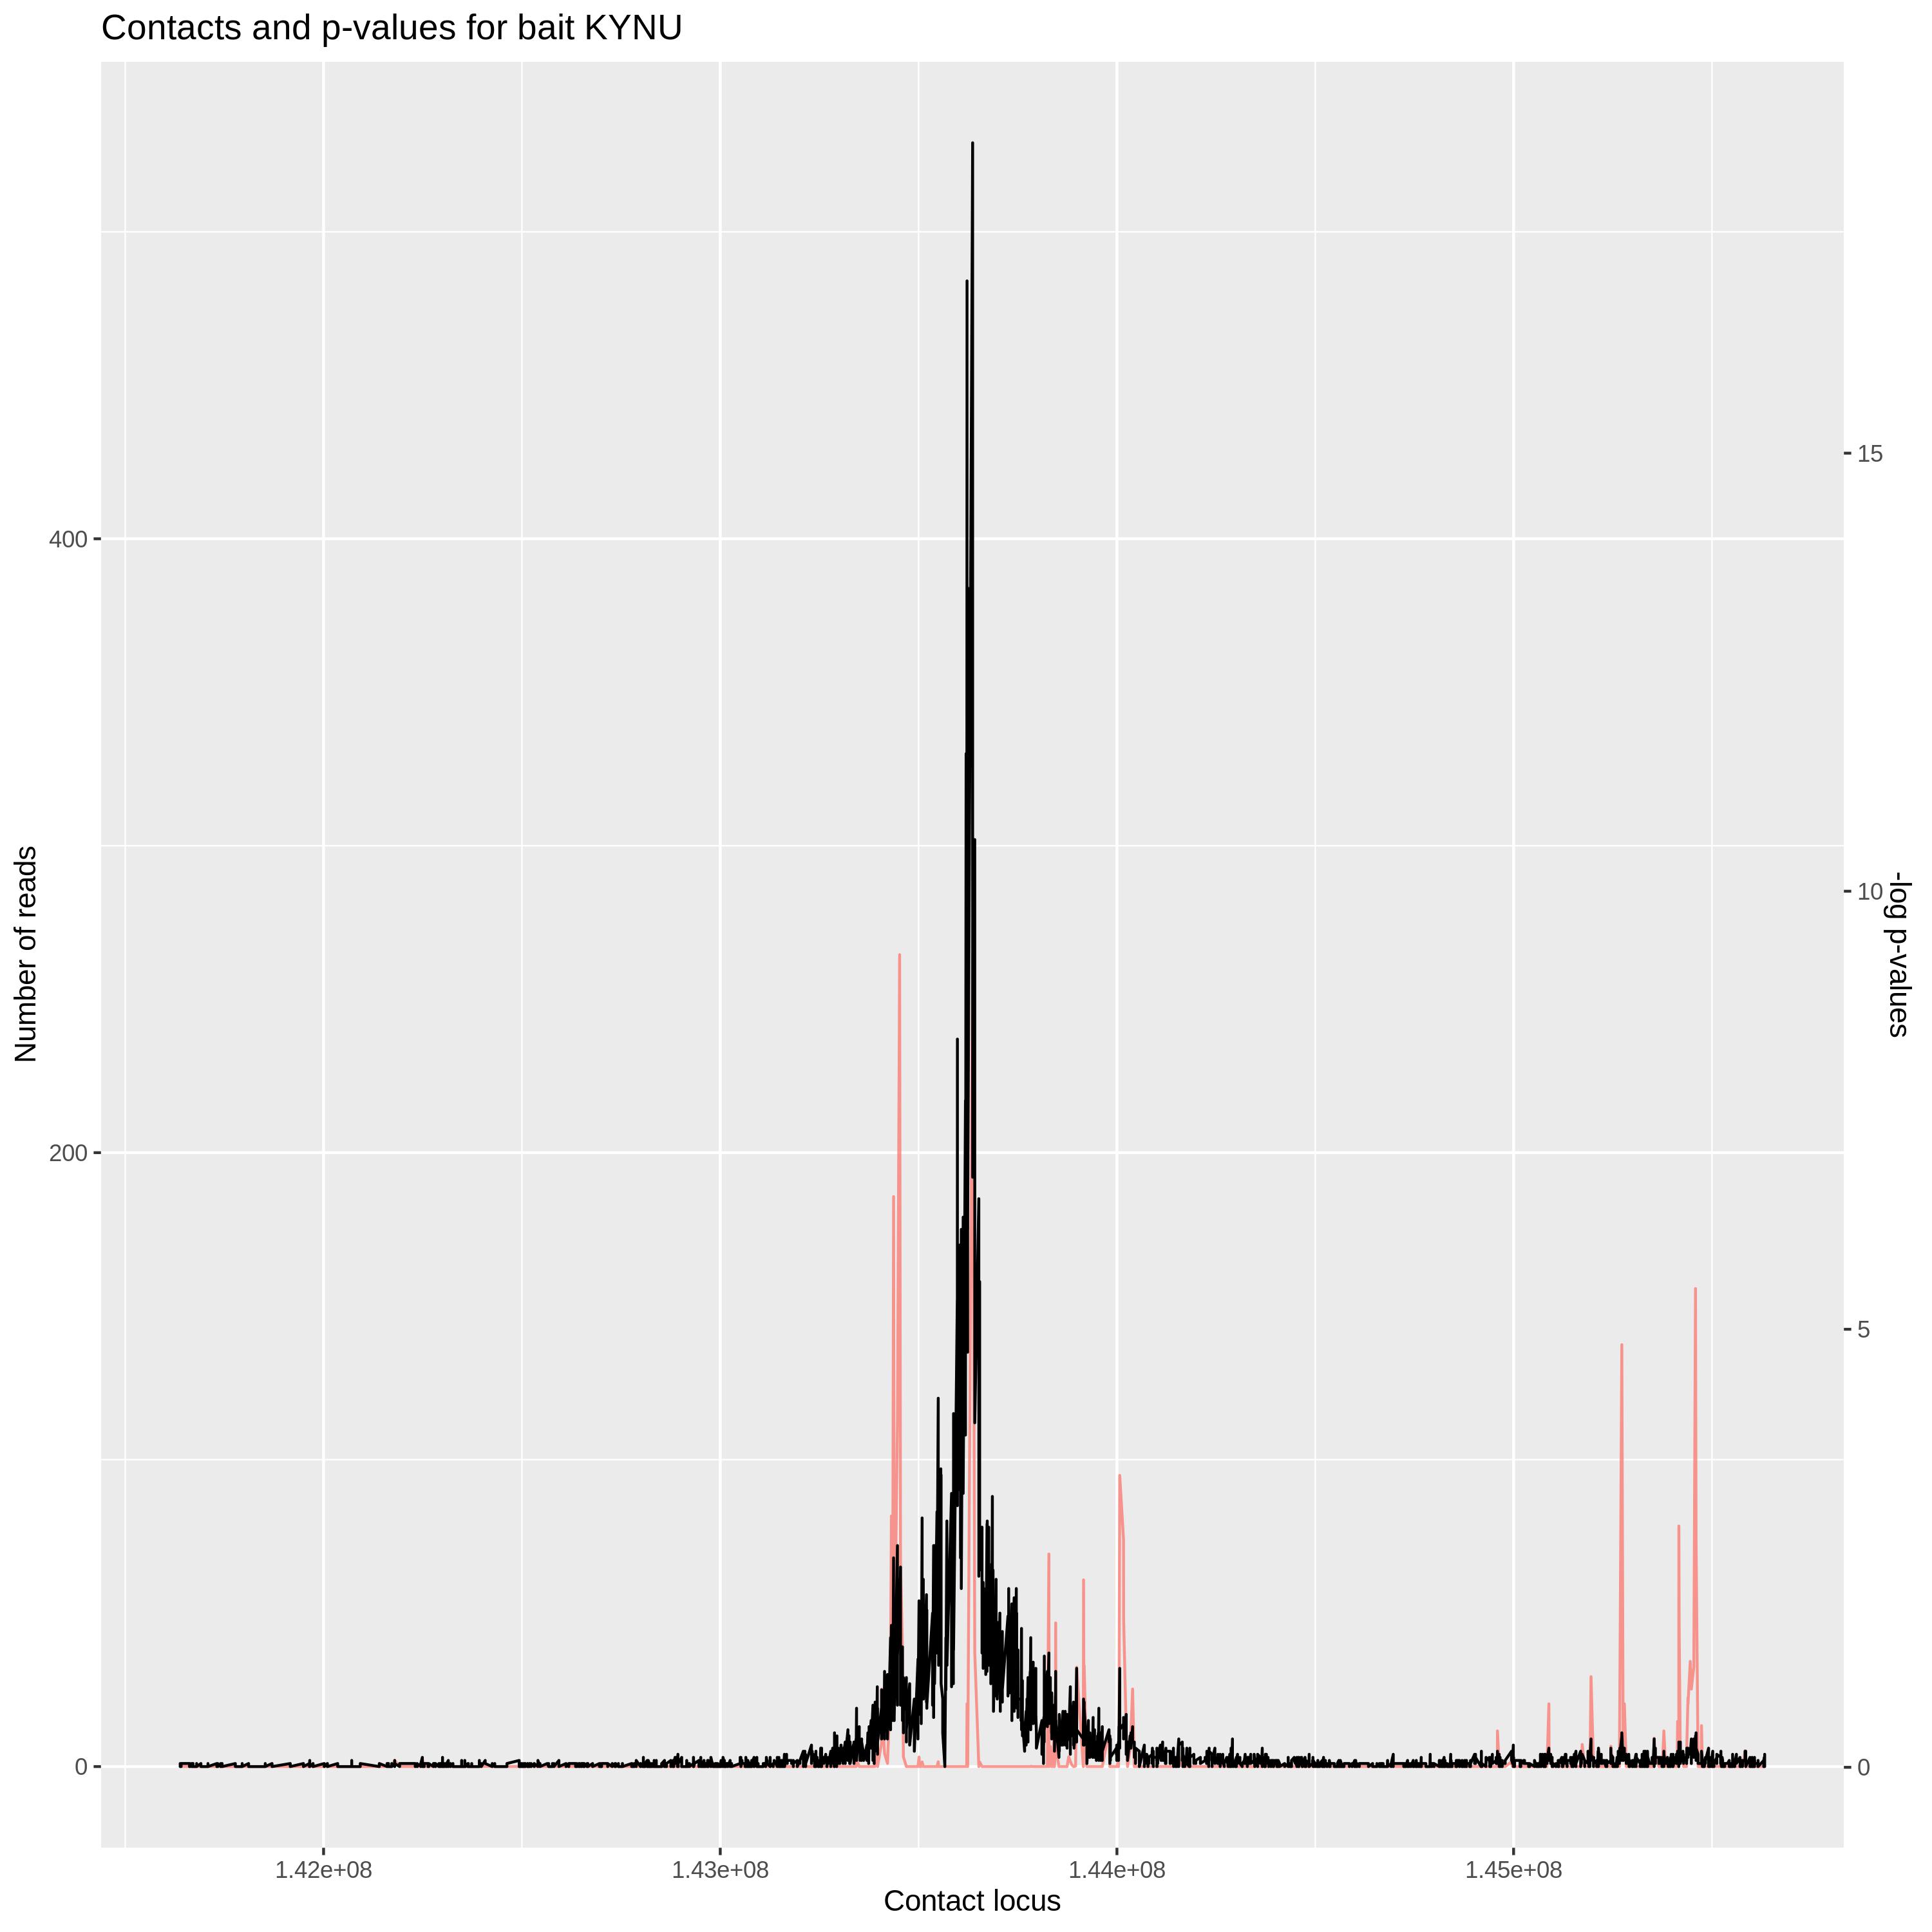 Contacts and p-values for bait KYNU
Number of reads
400
200
0
15
10
5
0
-log p-values
1.42e+08
1.43e+08
1.44e+08
1.45e+08
Contact locus